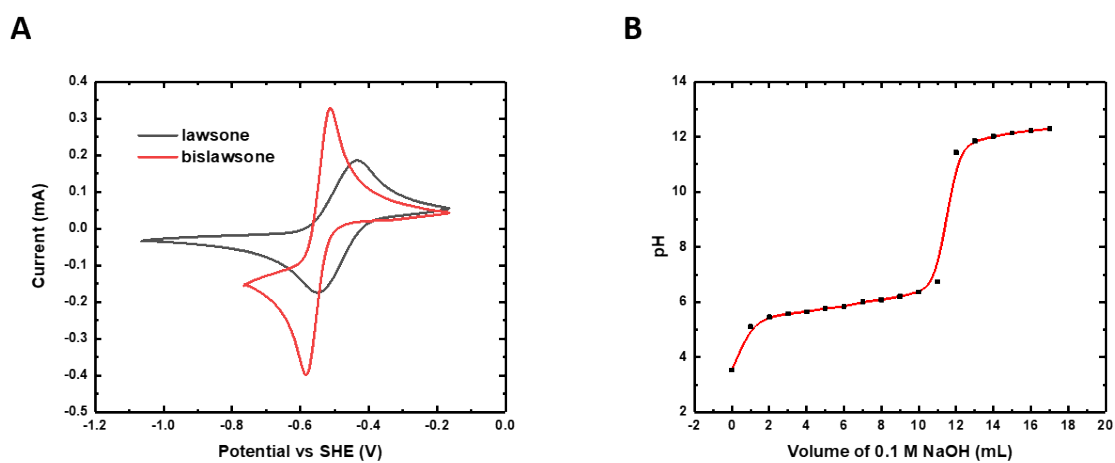 A
B
0.4
0.3
0.2
0.1
0.0
-0.1
-0.2
-0.3
-0.4
-0.5
Current (mA)
lawsone
bislawsone
-1.2 -1.0 -0.8 -0.6 -0.4 -0.2 0.0
Potential vs SHE (V)
14
12
10
8
6
4
2
pH
-2 0 2 4 6 8 10 12 14 16 18 20
Volume of 0.1 M NaOH (mL)